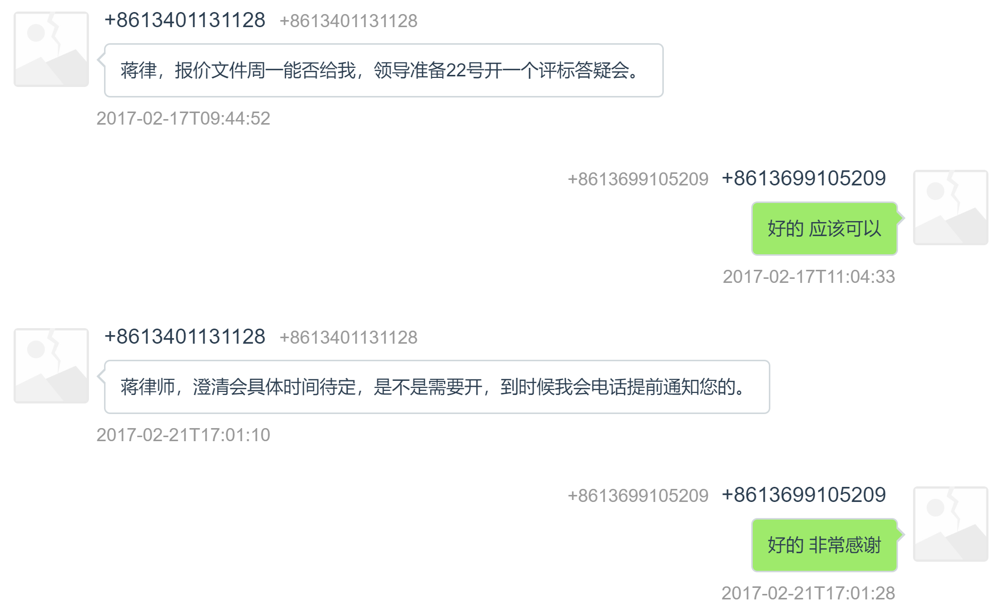 +8613401131128 +8613401131128
蒋律，报价文件周一能否给我，领导准备22号开一个评标答疑会。
2017-02-17T09:44:52
+8613699105209 +8613699105209
好的 应该可以
2017-02-17T11:04:33
+8613401131128 +8613401131128
蒋律师，澄清会具体时间待定，是不是需要开，到时候我会电话提前通知您的。
2017-02-21T17:01:10
+8613699105209 +8613699105209
好的 非常感谢
2017-02-21T17:01:28